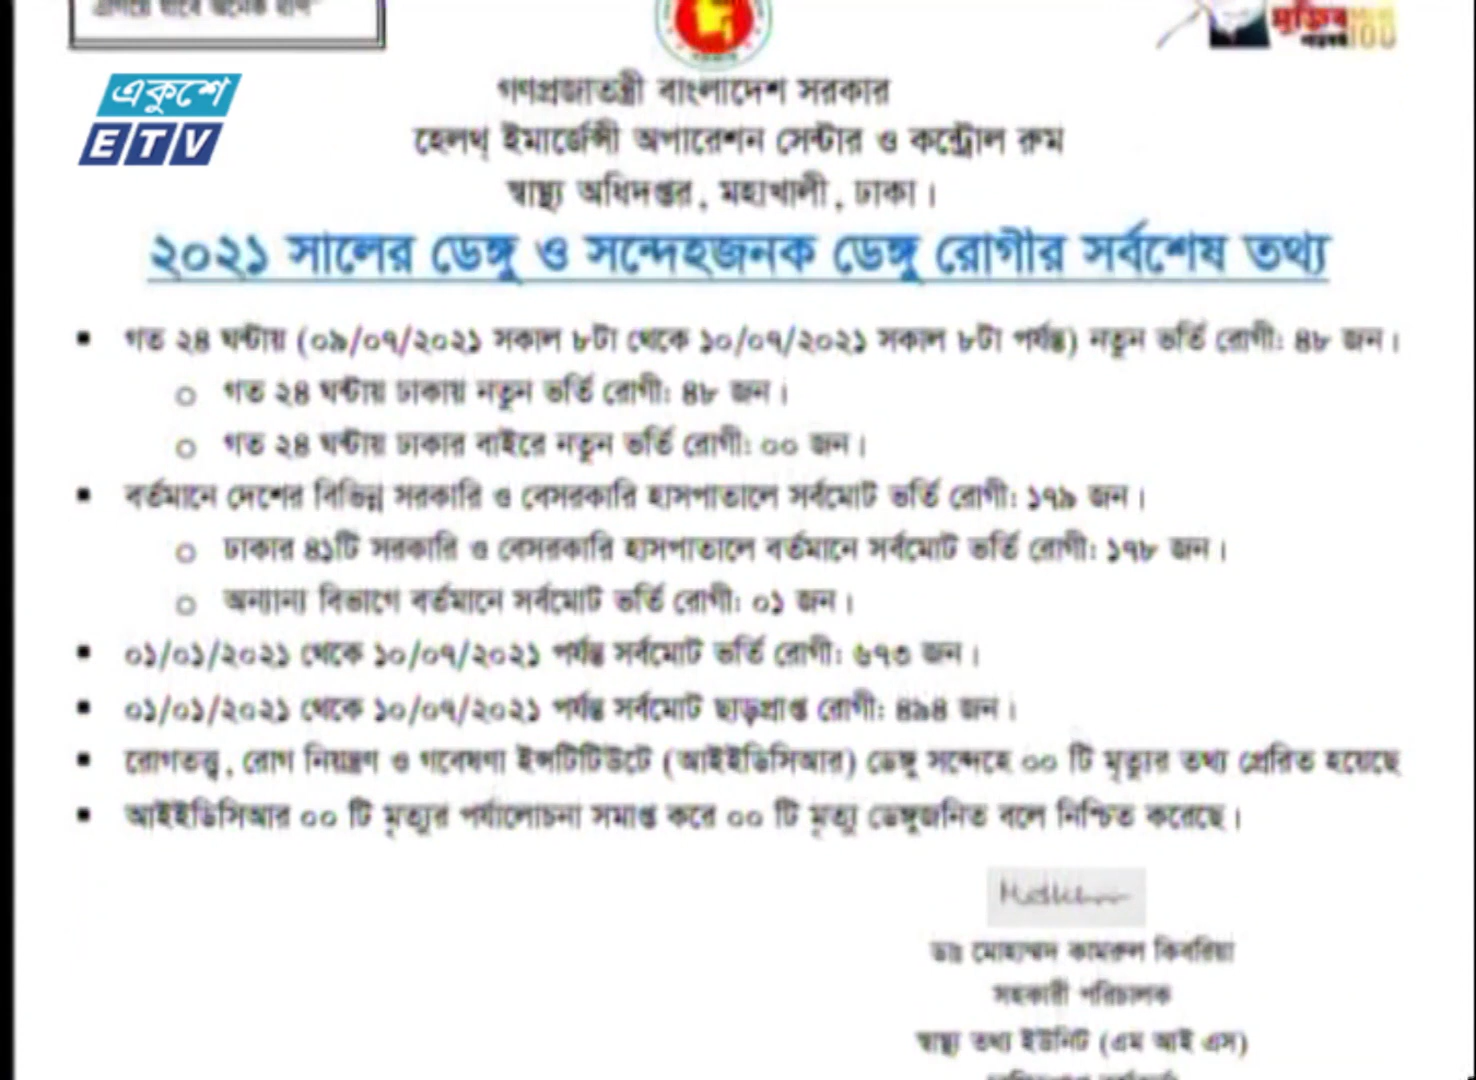 একুশে
ETV
মুজিব
100
গণপ্রজাতন্ত্রী বাংলাদেশ সরকার
হেলথ্ ইমার্জেন্সী অপারেশন সেন্টার ও কন্ট্রোল রুম
স্বাস্থ্য অধিদপ্তর, মহাখালী, ঢাকা।
২০২১ সালের ডেঙ্গু ও সন্দেহজনক ডেঙ্গু রোগীর সর্বশেষ তথ্য
▪ গত ২৪ ঘন্টায় (০৯/০৭/২০২১ সকাল ৮টা থেকে ১০/০৭/২০২১ সকাল ৮টা পর্যন্ত) নতুন ভর্তি রোগী: ৪৮ জন।
o গত ২৪ ঘন্টায় ঢাকায় নতুন ভর্তি রোগী: ৪৮ জন।
o গত ২৪ ঘন্টায় ঢাকার বাইরে নতুন ভর্তি রোগী: ০০ জন।
▪ বর্তমানে দেশের বিভিন্ন সরকারি ও বেসরকারি হাসপাতালে সর্বমোট ভর্তি রোগী: ১৭৯ জন।
o ঢাকার ৪১টি সরকারি ও বেসরকারি হাসপাতালে বর্তমানে সর্বমোট ভর্তি রোগী: ১৭৮ জন।
o অন্যান্য বিভাগে বর্তমানে সর্বমোট ভর্তি রোগী: ০১ জন।
▪ ০১/০১/২০২১ থেকে ১০/০৭/২০২১ পর্যন্ত সর্বমোট ভর্তি রোগী: ৬৭৩ জন।
▪ ০১/০১/২০২১ থেকে ১০/০৭/২০২১ পর্যন্ত সর্বমোট ছাড়প্রাপ্ত রোগী: ৪৯৪ জন।
▪ রোগতত্ত্ব, রোগ নিয়ন্ত্রণ ও গবেষণা ইন্সটিটিউটে (আইইডিসিআর) ডেঙ্গু সন্দেহে ০০ টি মৃত্যুর তথ্য প্রেরিত হয়েছে
▪ আইইডিসিআর ০০ টি মৃত্যুর পর্যালোচনা সমাপ্ত করে ০০ টি মৃত্যু ডেঙ্গুজনিত বলে নিশ্চিত করেছে।
ডাঃ মোহাম্মদ কামরুল কিবরিয়া
সহকারী পরিচালক
স্বাস্থ্য তথ্য ইউনিট (এম আই এস)